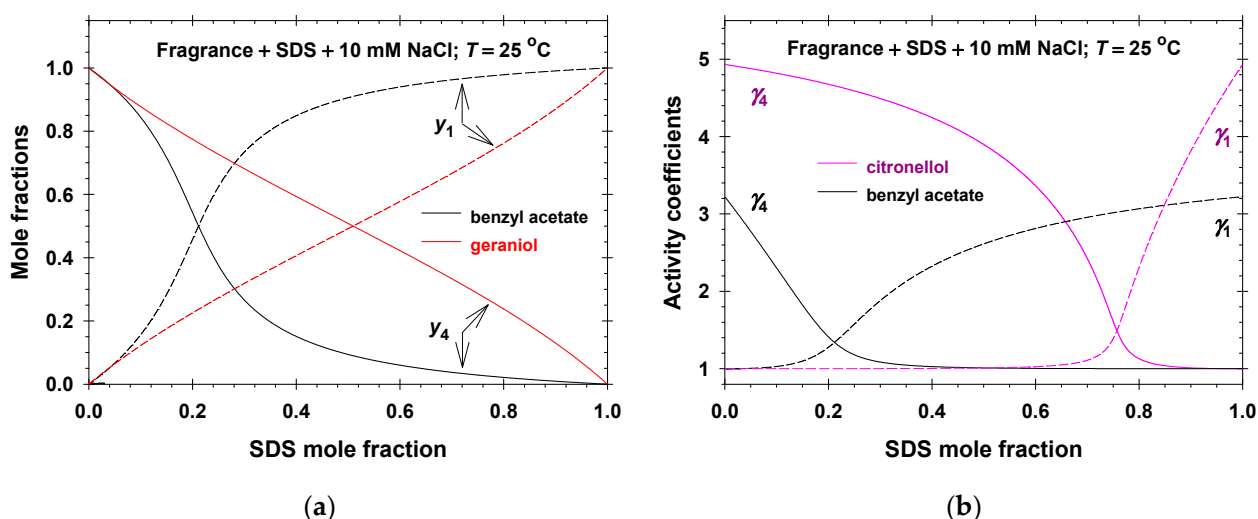 Fragrance + SDS + 10 mM NaCl; T = 25 °C
Mole fractions
1.0
0.8
0.6
0.4
0.2
0.0
y1
benzyl acetate
geraniol
y4
0.0 0.2 0.4 0.6 0.8 1.0
SDS mole fraction
(a)
Fragrance + SDS + 10 mM NaCl; T = 25 °C
Activity coefficients
5
4
3
2
1
γ4
γ1
citronellol
benzyl acetate
γ4
γ1
0.0 0.2 0.4 0.6 0.8 1.0
SDS mole fraction
(b)